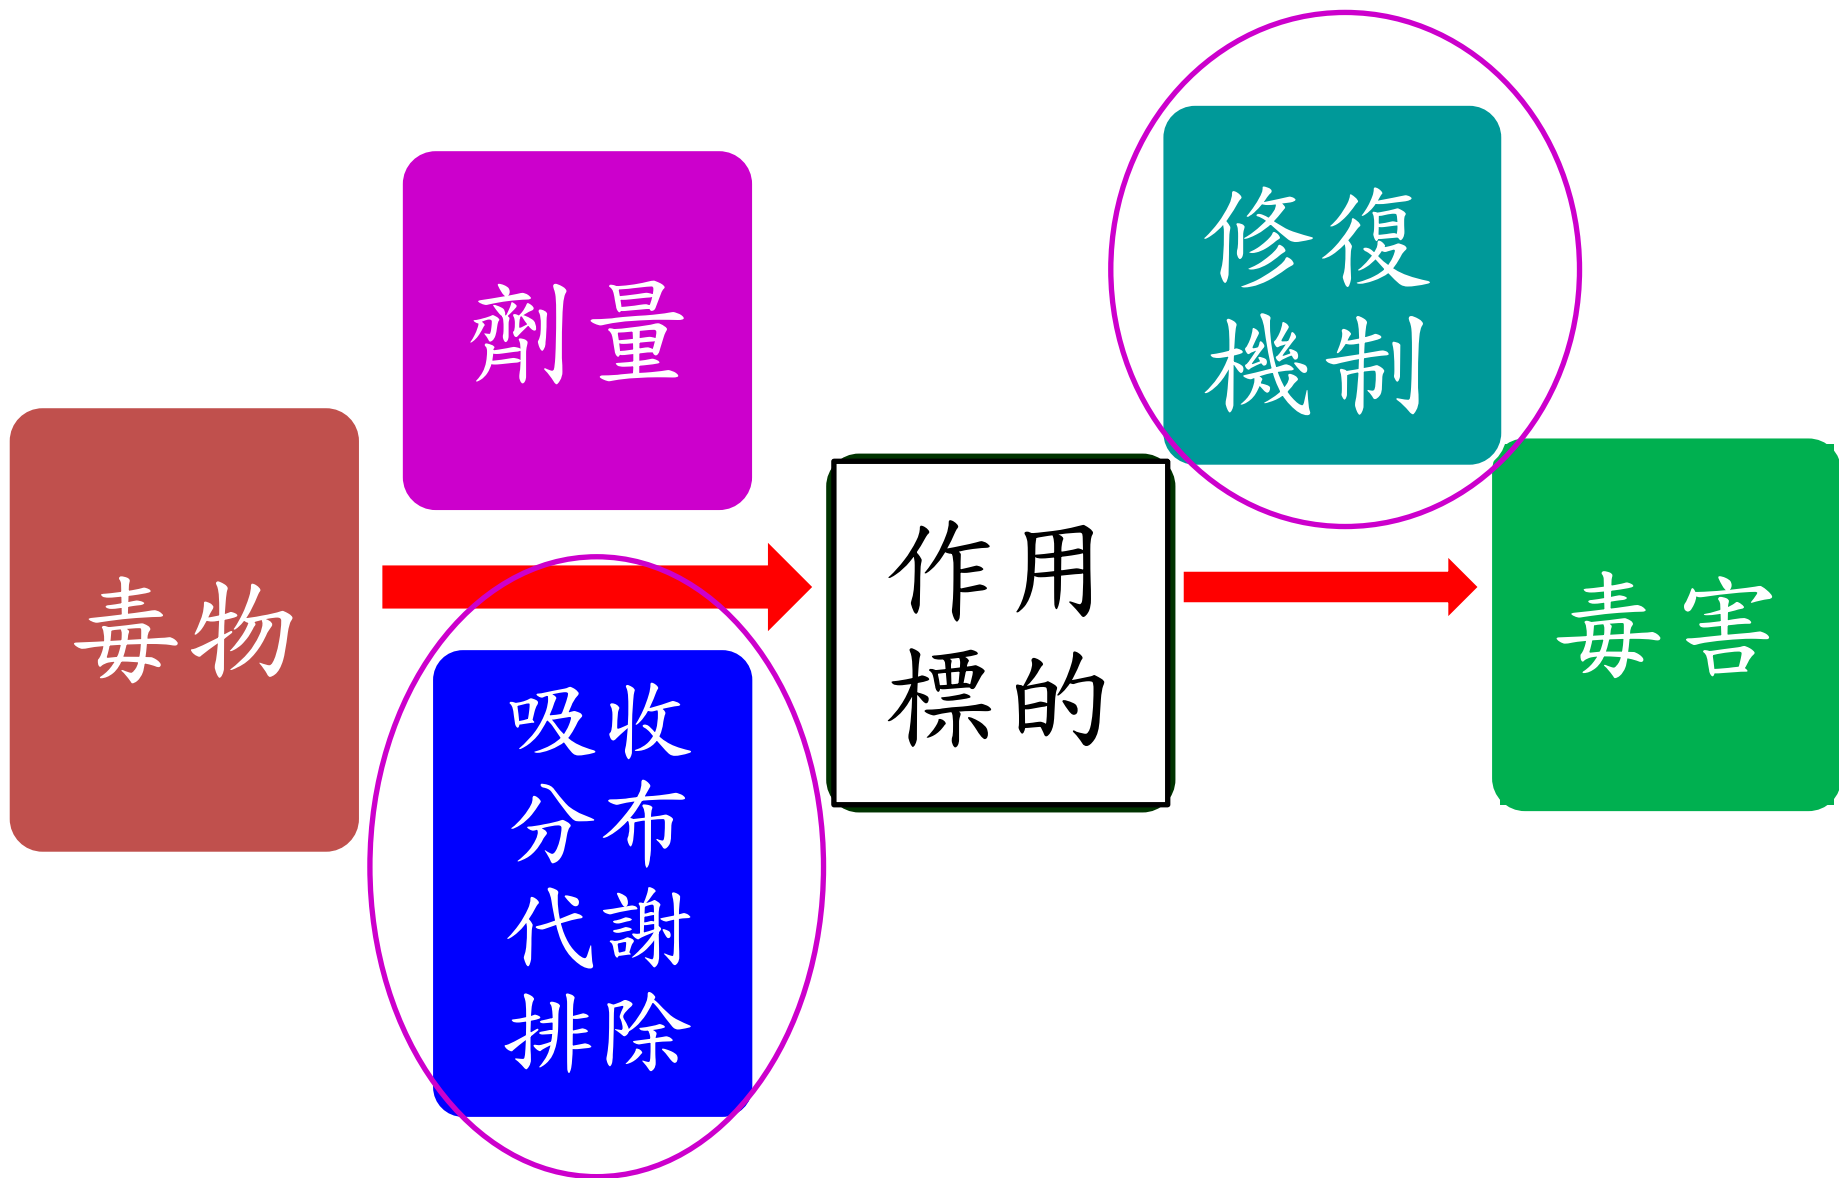 毒物
劑量
吸收
分布
代謝
排除
作用
標的
修復
機制
毒害